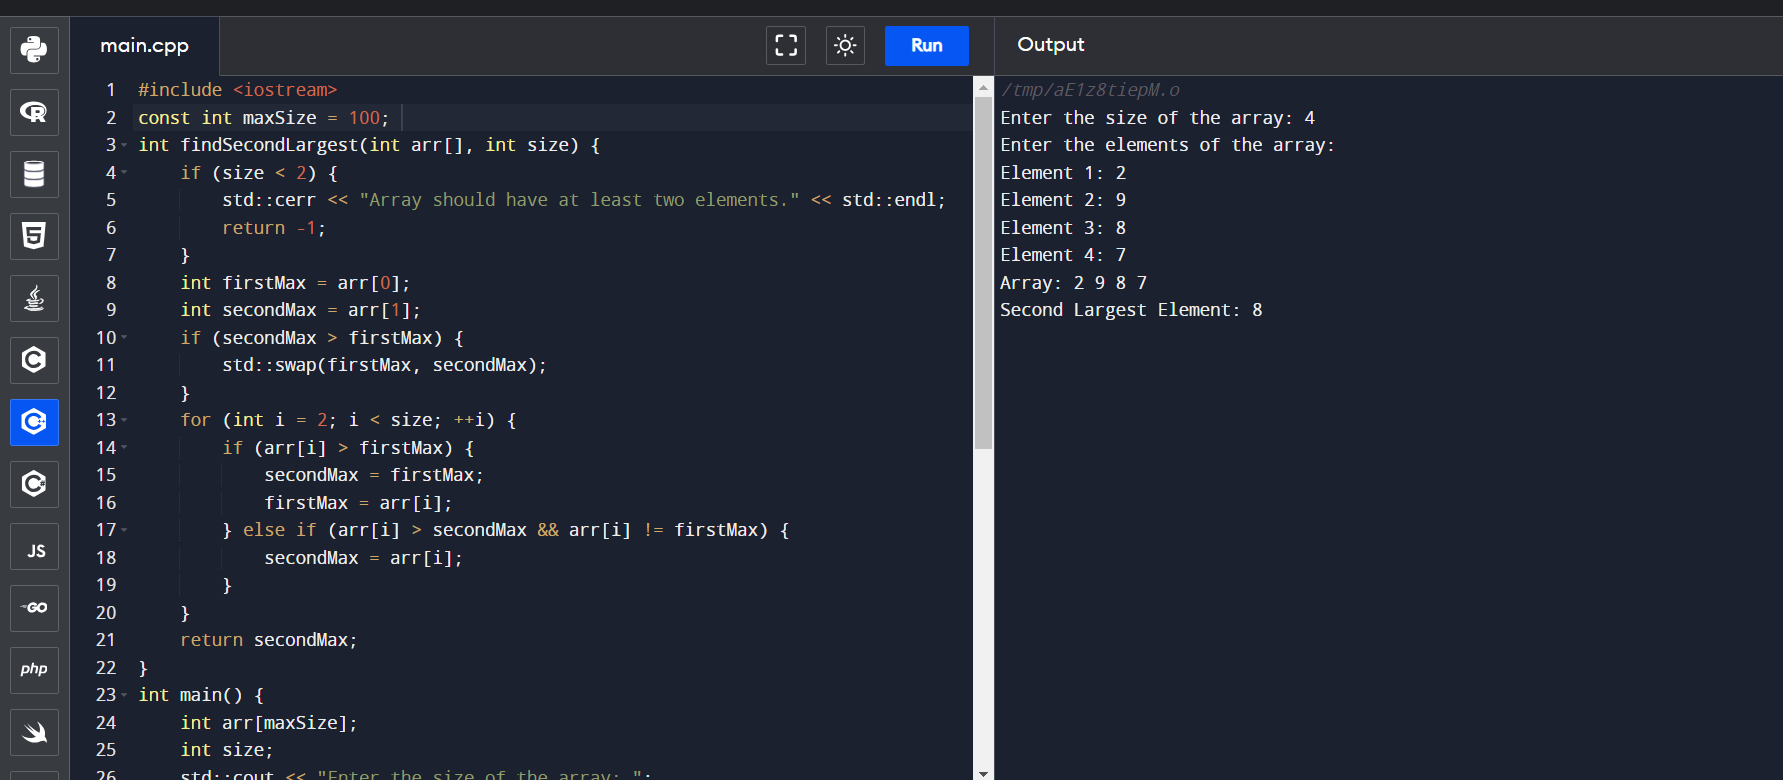 main.cpp
Run
Output
1 #include <iostream>
2 const int maxSize = 100;
3 int findSecondLargest(int arr[], int size) {
4 if (size < 2) {
5 std::cerr << "Array should have at least two elements." << std::endl;
6 return -1;
7 }
8 int firstMax = arr[0];
9 int secondMax = arr[1];
10 if (secondMax > firstMax) {
11 std::swap(firstMax, secondMax);
12 }
13 for (int i = 2; i < size; ++i) {
14 if (arr[i] > firstMax) {
15 secondMax = firstMax;
16 firstMax = arr[i];
17 } else if (arr[i] > secondMax && arr[i] != firstMax) {
18 secondMax = arr[i];
19 }
20 }
21 return secondMax;
22 }
23 int main() {
24 int arr[maxSize];
25 int size;
26 std::cout << "Enter the size of the array: ";
/tmp/aE1z8tiepM.o
Enter the size of the array: 4
Enter the elements of the array:
Element 1: 2
Element 2: 9
Element 3: 8
Element 4: 7
Array: 2 9 8 7
Second Largest Element: 8
R
5
C
C
C
JS
GO
php